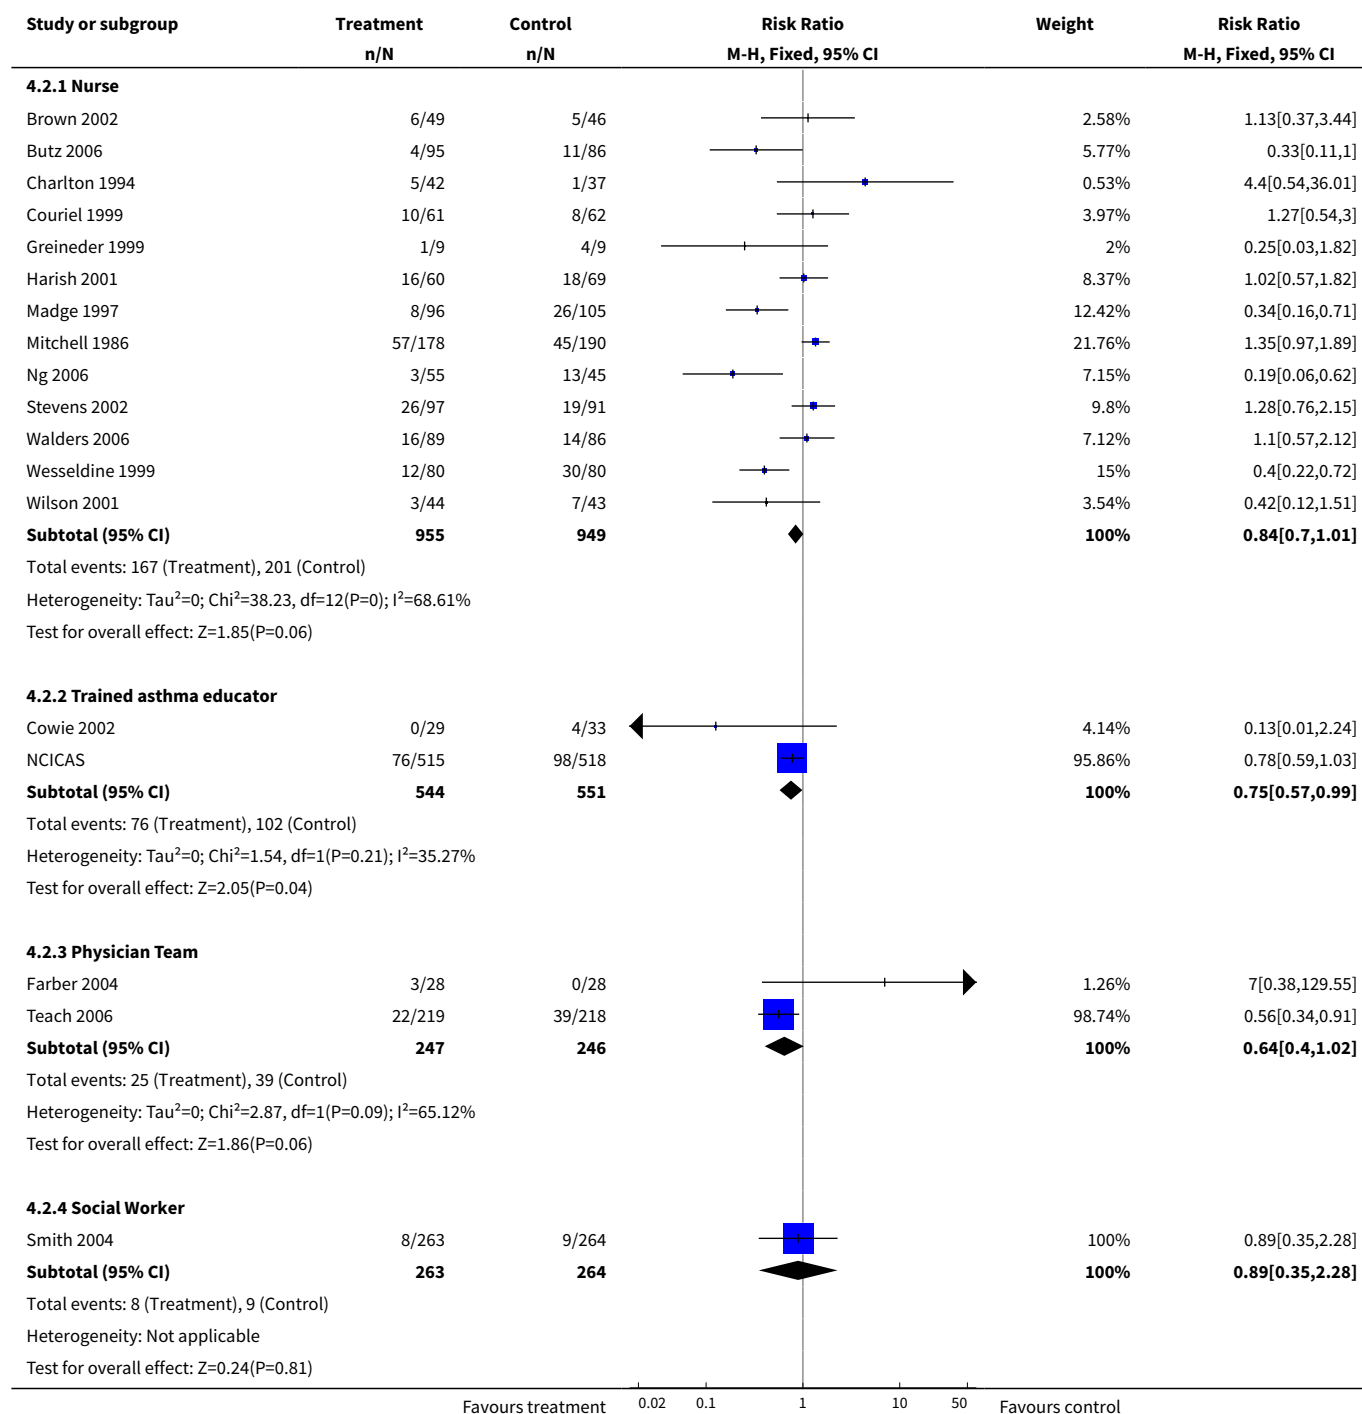 Study or subgroup Treatment Control Risk Ratio Weight Risk Ratio
n/N n/N M-H, Fixed, 95% CI M-H, Fixed, 95% CI
4.2.1 Nurse
Brown 2002 6/49 5/46 2.58% 1.13[0.37,3.44]
Butz 2006 4/95 11/86 5.77% 0.33[0.11,1]
Charlton 1994 5/42 1/37 0.53% 4.4[0.54,36.01]
Couriel 1999 10/61 8/62 3.97% 1.27[0.54,3]
Greineder 1999 1/9 4/9 2% 0.25[0.03,1.82]
Harish 2001 16/60 18/69 8.37% 1.02[0.57,1.82]
Madge 1997 8/96 26/105 12.42% 0.34[0.16,0.71]
Mitchell 1986 57/178 45/190 21.76% 1.35[0.97,1.89]
Ng 2006 3/55 13/45 7.15% 0.19[0.06,0.62]
Stevens 2002 26/97 19/91 9.8% 1.28[0.76,2.15]
Walders 2006 16/89 14/86 7.12% 1.1[0.57,2.12]
Wesseldine 1999 12/80 30/80 15% 0.4[0.22,0.72]
Wilson 2001 3/44 7/43 3.54% 0.42[0.12,1.51]
Subtotal (95% CI) 955 949 100% 0.84[0.7,1.01]
Total events: 167 (Treatment), 201 (Control)
Heterogeneity: Tau²=0; Chi²=38.23, df=12(P=0); I²=68.61%
Test for overall effect: Z=1.85(P=0.06)
4.2.2 Trained asthma educator
Cowie 2002 0/29 4/33 4.14% 0.13[0.01,2.24]
NCICAS 76/515 98/518 95.86% 0.78[0.59,1.03]
Subtotal (95% CI) 544 551 100% 0.75[0.57,0.99]
Total events: 76 (Treatment), 102 (Control)
Heterogeneity: Tau²=0; Chi²=1.54, df=1(P=0.21); I²=35.27%
Test for overall effect: Z=2.05(P=0.04)
4.2.3 Physician Team
Farber 2004 3/28 0/28 1.26% 7[0.38,129.55]
Teach 2006 22/219 39/218 98.74% 0.56[0.34,0.91]
Subtotal (95% CI) 247 246 100% 0.64[0.4,1.02]
Total events: 25 (Treatment), 39 (Control)
Heterogeneity: Tau²=0; Chi²=2.87, df=1(P=0.09); I²=65.12%
Test for overall effect: Z=1.86(P=0.06)
4.2.4 Social Worker
Smith 2004 8/263 9/264 100% 0.89[0.35,2.28]
Subtotal (95% CI) 263 264 100% 0.89[0.35,2.28]
Total events: 8 (Treatment), 9 (Control)
Heterogeneity: Not applicable
Test for overall effect: Z=0.24(P=0.81)
Favours treatment 0.02 0.1 1 10 50 Favours control